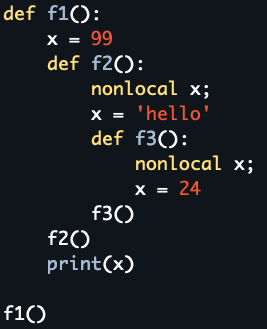 def f1():
    x = 99
    def f2():
        nonlocal x;
        x = 'hello'
        def f3():
            nonlocal x;
            x = 24
        f3()
    f2()
    print(x)

f1()